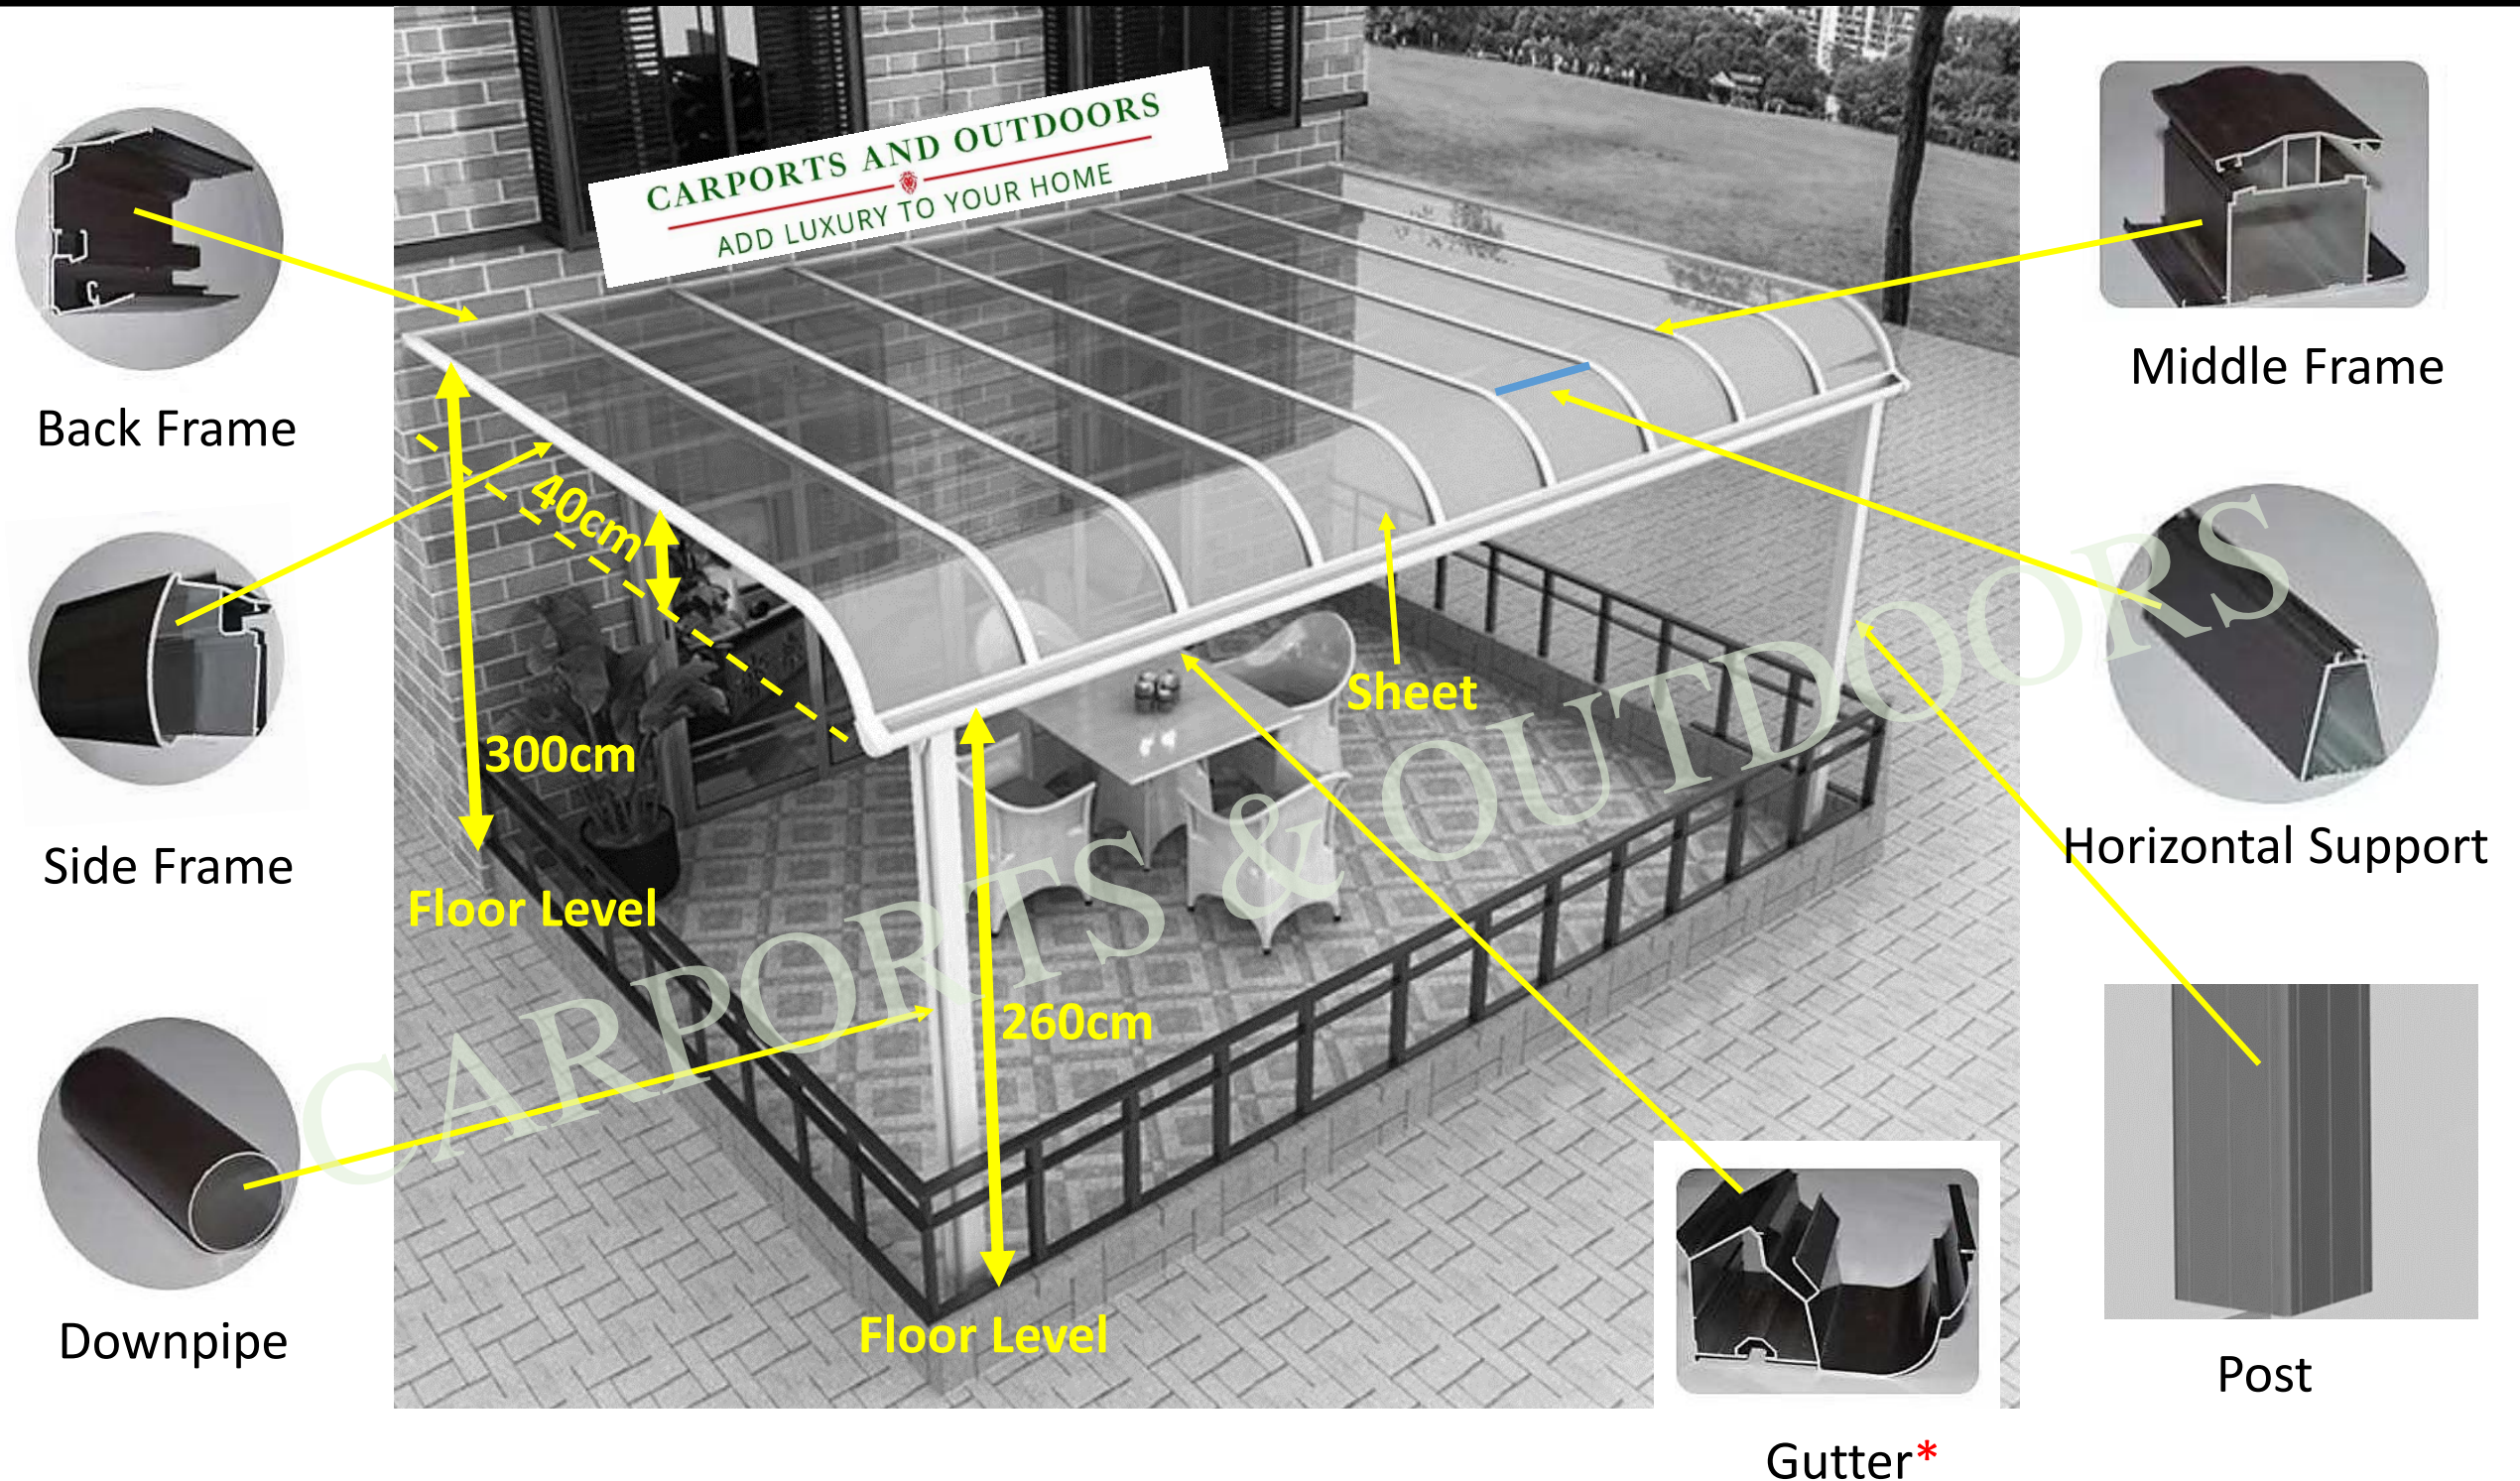 CARPORTS AND OUTDOORS
ADD LUXURY TO YOUR HOME
Back Frame
Middle Frame
40cm
Sheet
300cm
Side Frame
Horizontal Support
Floor Level
CARPORTS & OUTDOORS
260cm
Downpipe
Floor Level
Post
Gutter*